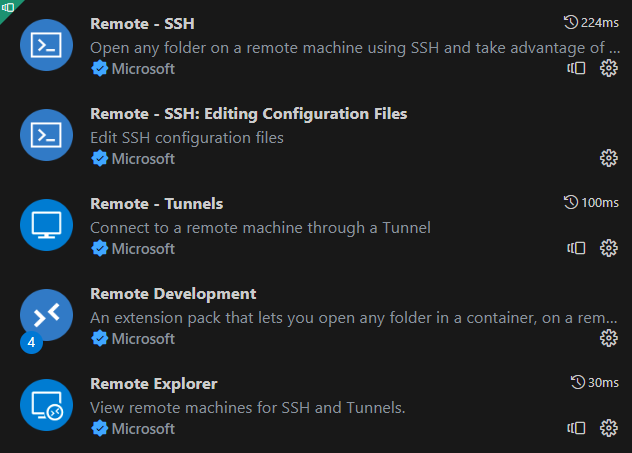 Remote - SSH
224ms
Open any folder on a remote machine using SSH and take advantage of ...
Microsoft
Remote - SSH: Editing Configuration Files
Edit SSH configuration files
Microsoft
Remote - Tunnels
100ms
Connect to a remote machine through a Tunnel
Microsoft
Remote Development
An extension pack that lets you open any folder in a container, on a rem...
4
Microsoft
Remote Explorer
30ms
View remote machines for SSH and Tunnels.
Microsoft